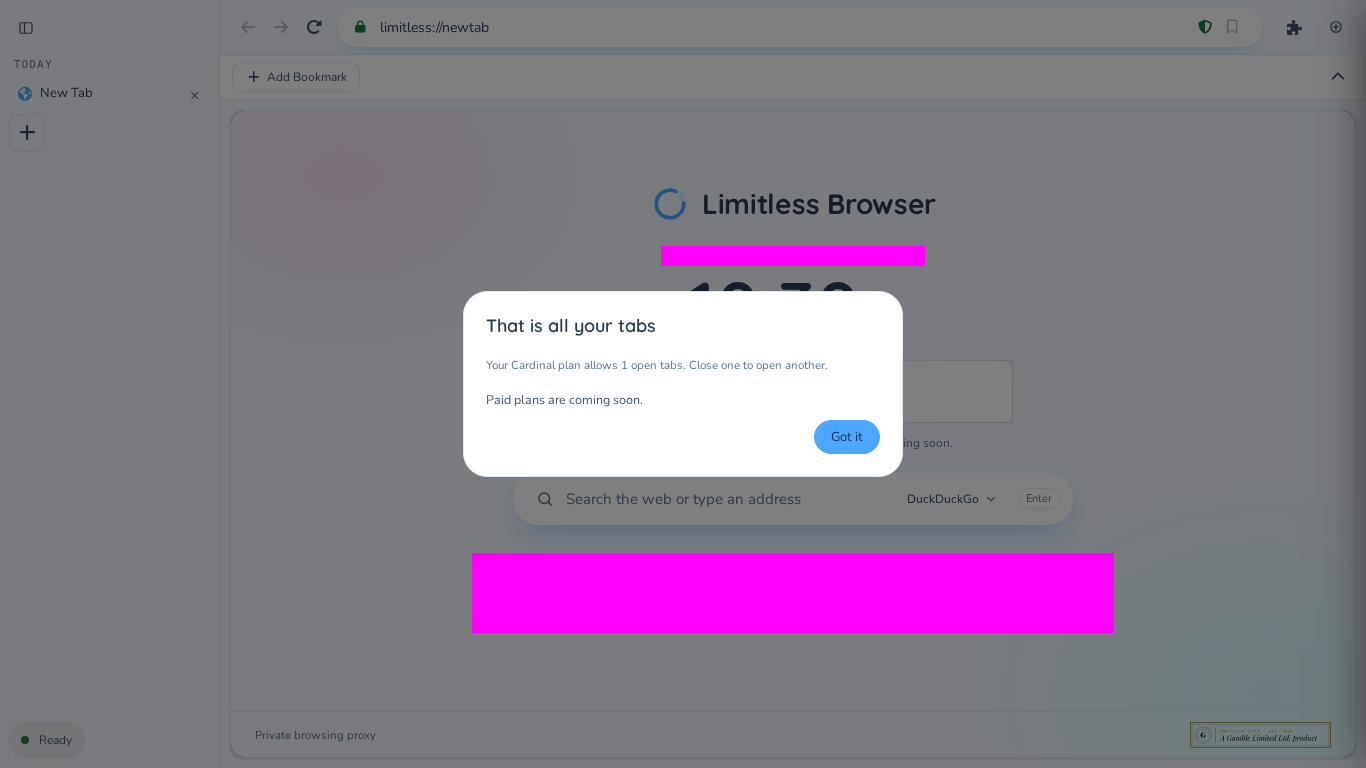 limitless://newtab
TODAY
Add Bookmark
New Tab
Limitless Browser
That is all your tabs
Your Cardinal plan allows 1 open tabs. Close one to open another.
Paid plans are coming soon.
Got it
ing soon.
Search the web or type an address
DuckDuckGo
Enter
Private browsing proxy
A Gamble Limited Ltd. product
Ready